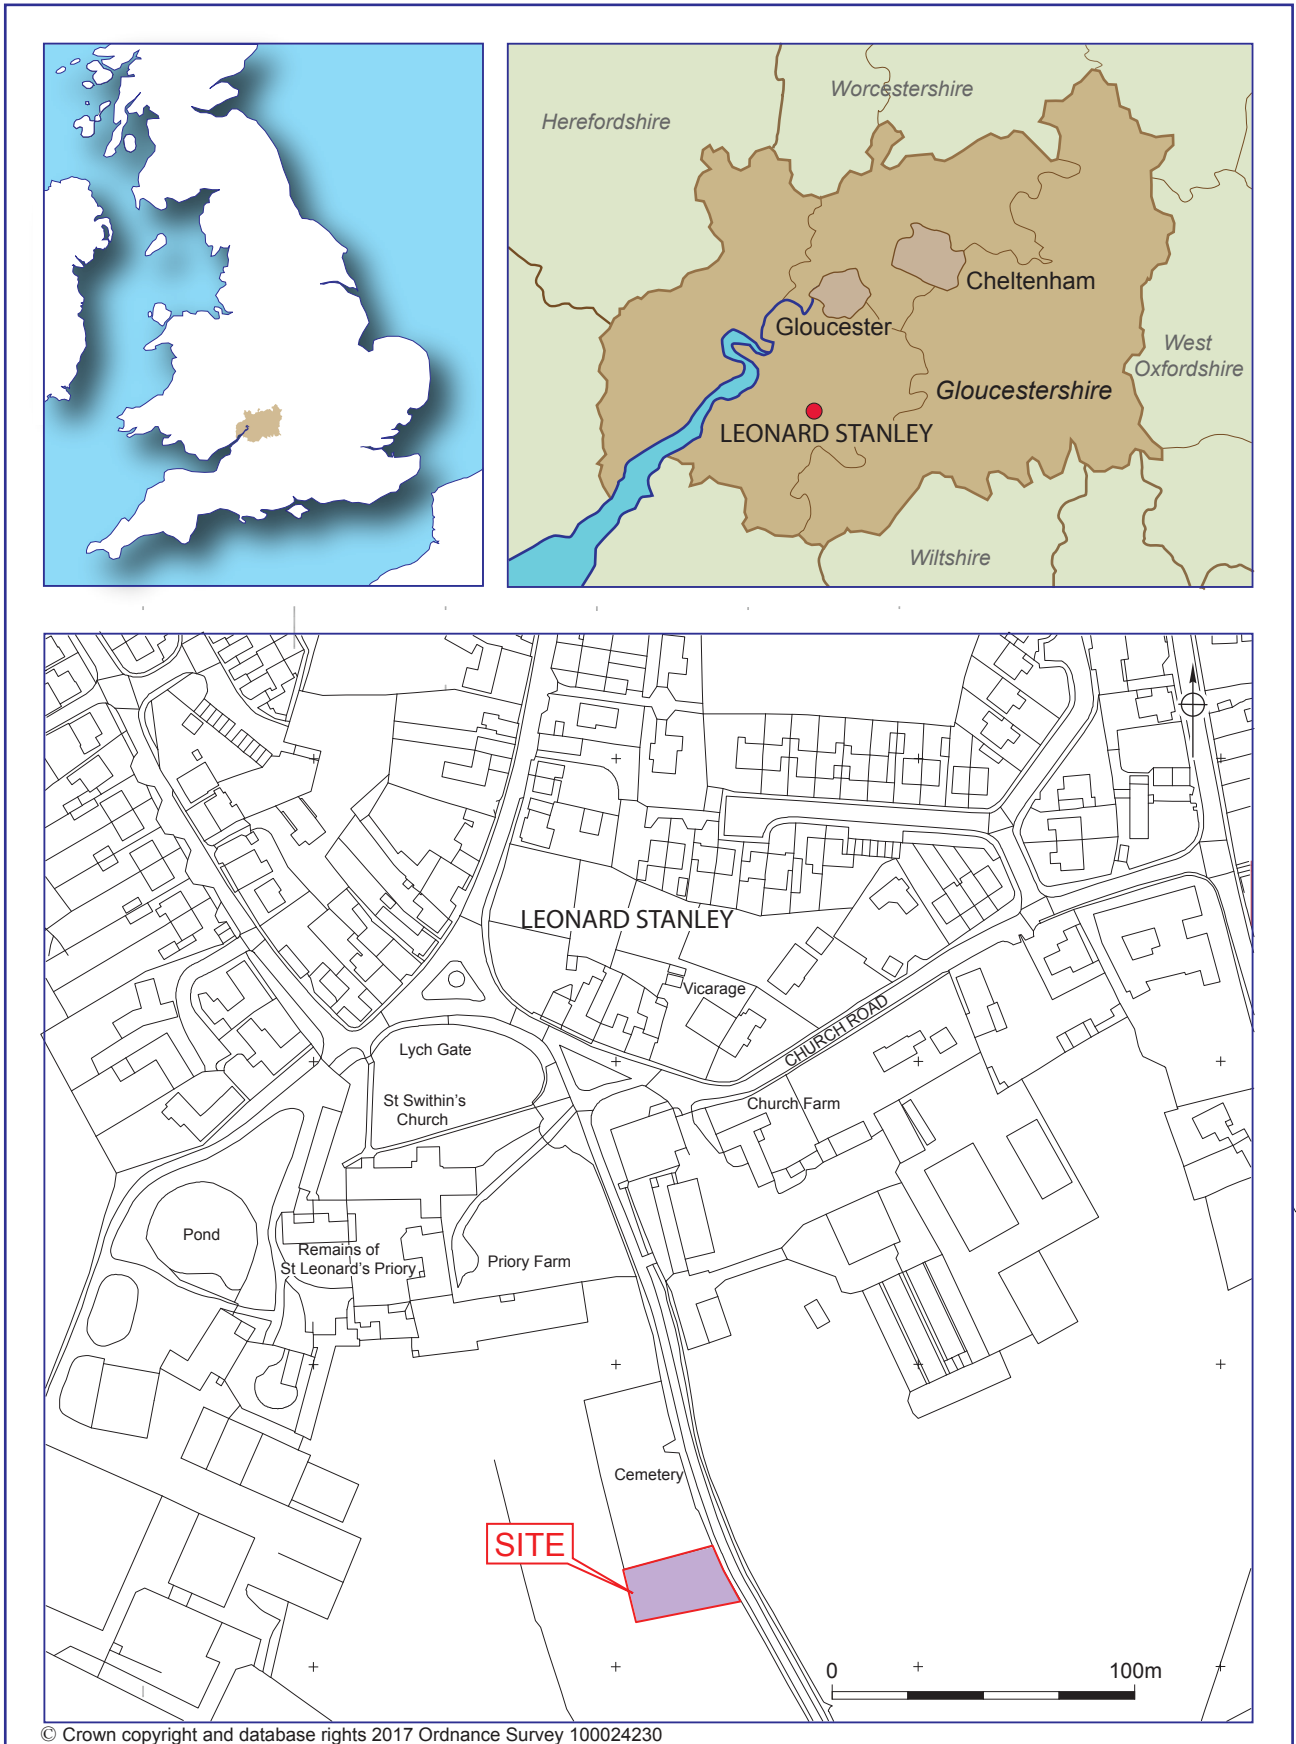 Herefordshire
Worcestershire
Cheltenham
Gloucester
West
Oxfordshire
Gloucestershire
LEONARD STANLEY
Wiltshire
LEONARD STANLEY
Vicarage
CHURCH ROAD
Lych Gate
St Swithin's
Church
Church Farm
Pond
Remains of
St Leonard's Priory
Priory Farm
Cemetery
SITE
0
100m
© Crown copyright and database rights 2017 Ordnance Survey 100024230